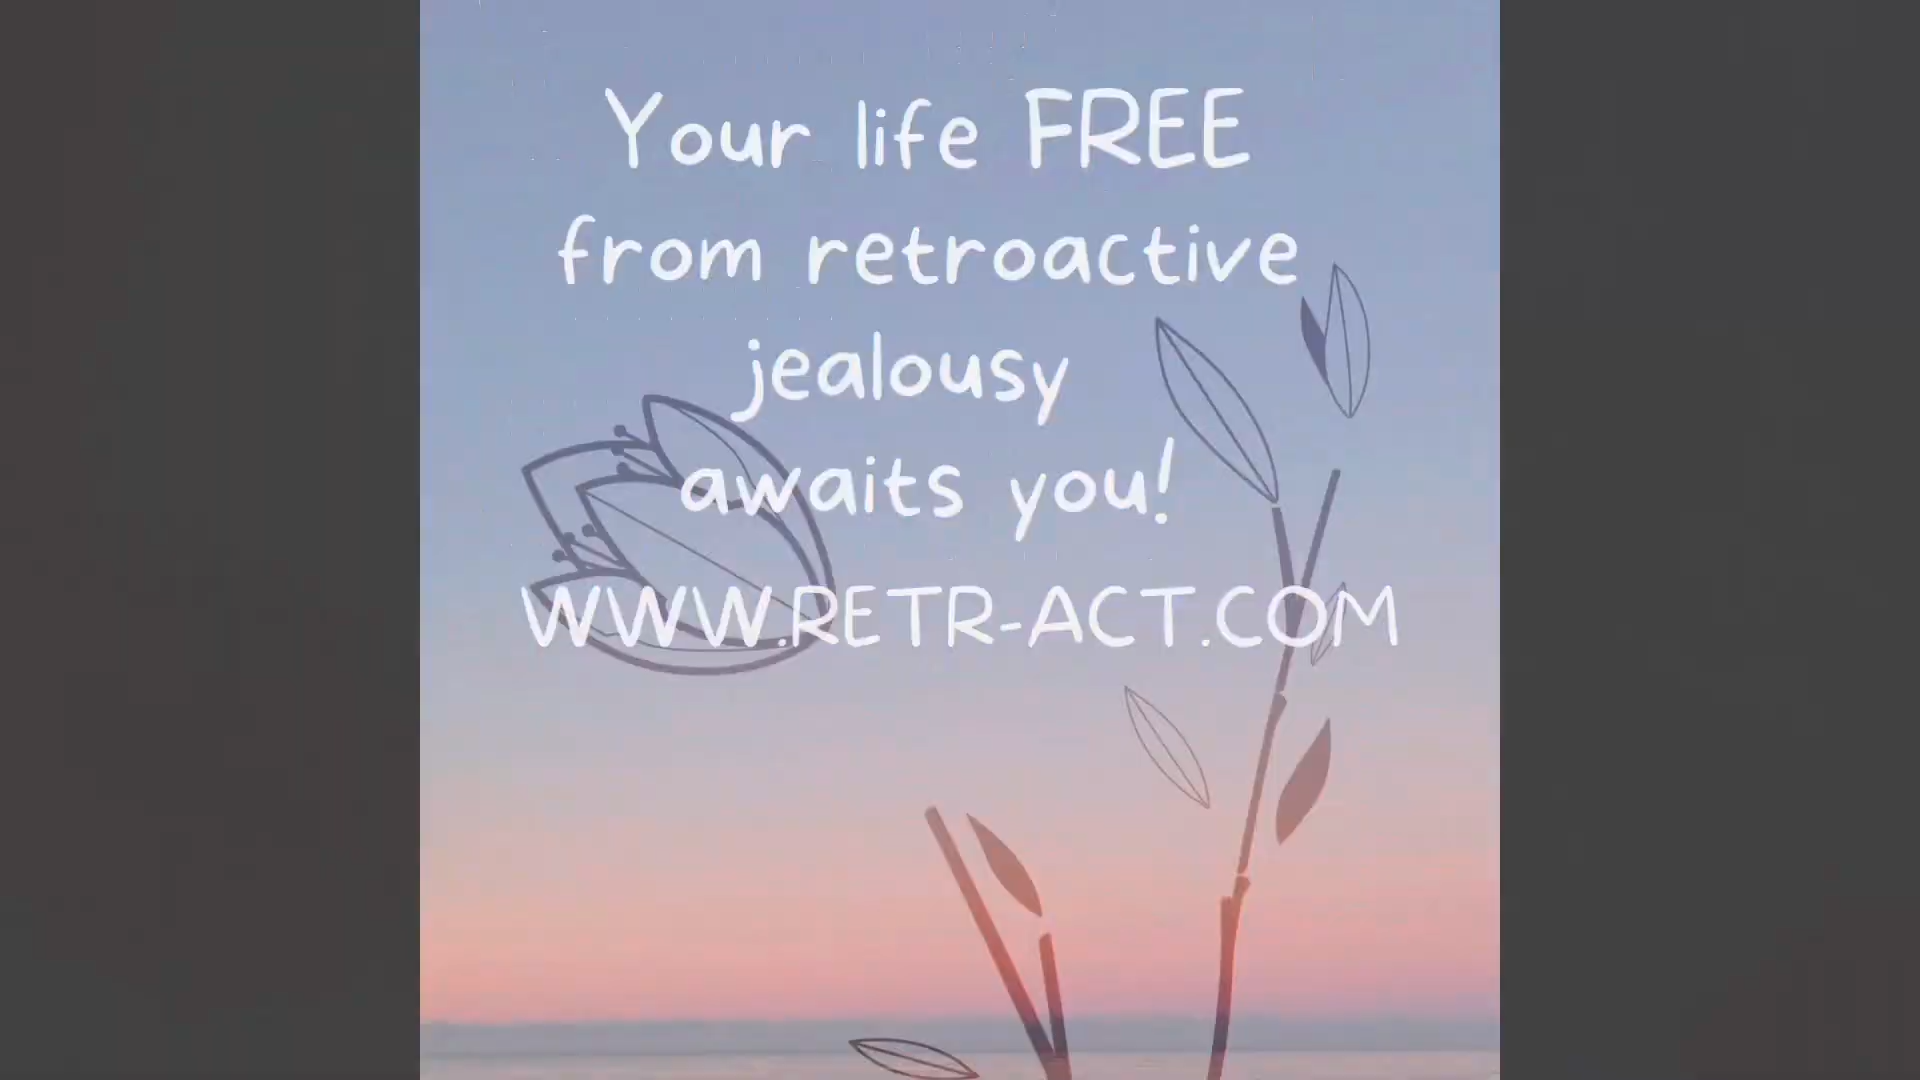 Your life FREE
from retroactive
jealousy
awaits you!
WWW.RETR-ACT.COM